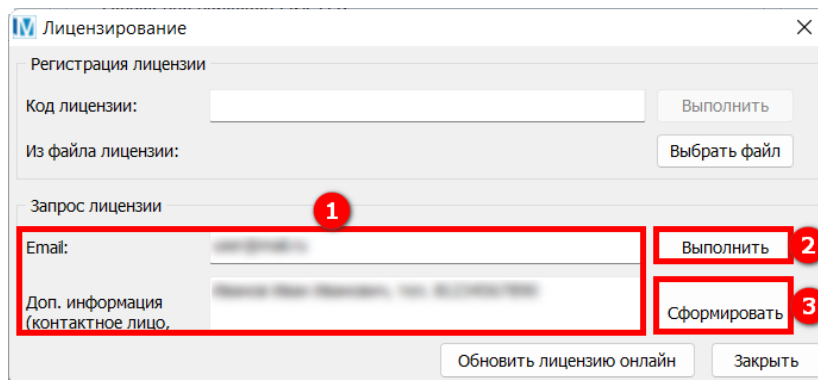 Лицензирование
Регистрация лицензии
Код лицензии:
Выполнить
Из файла лицензии:
Выбрать файл
Запрос лицензии
1
Email:
Выполнить
2
Доп. информация
(контактное лицо,
Сформировать
3
Обновить лицензию онлайн
Закрыть